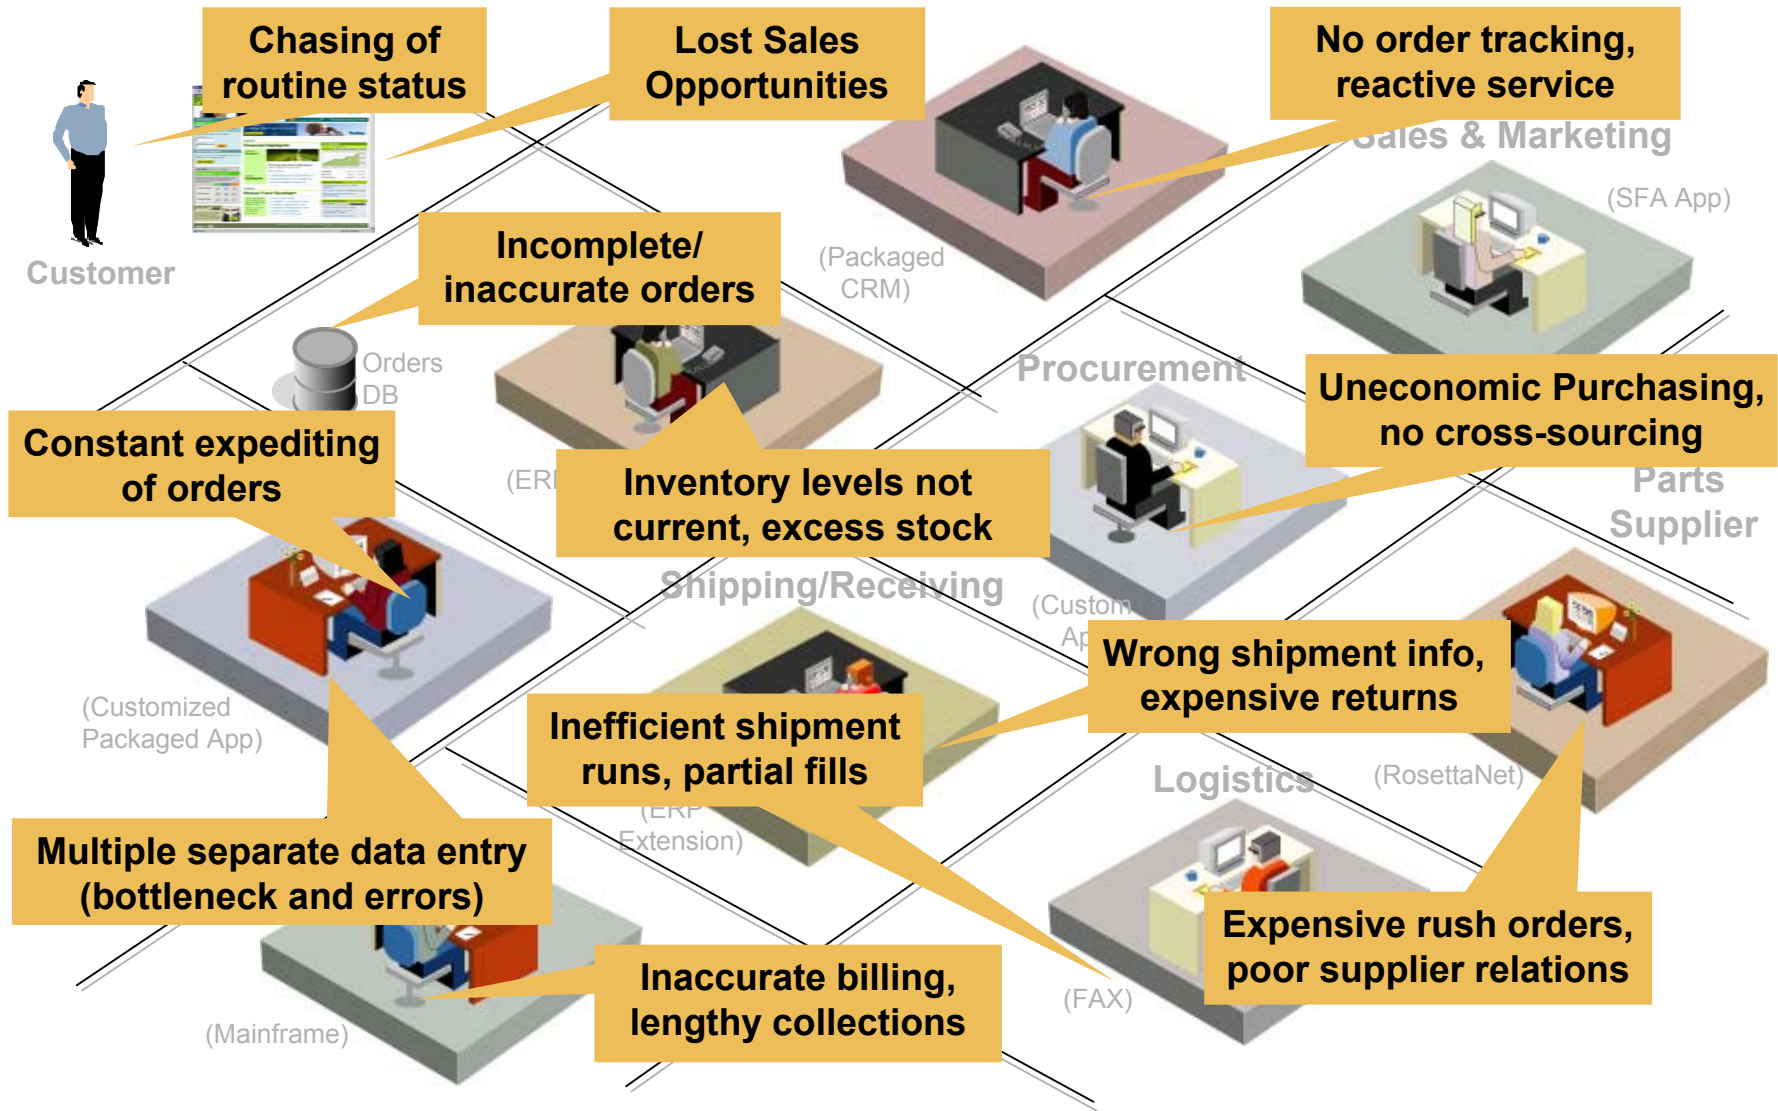 Chasing of
routine status
Lost Sales
Opportunities
No order tracking,
reactive service
Sales & Marketing
(SFA App)
Customer
Incomplete/
inaccurate orders
(Packaged
CRM)
Orders
DB
Procurement
Uneconomic Purchasing,
no cross-sourcing
Constant expediting
of orders
Inventory levels not
current, excess stock
Parts
Supplier
Shipping/Receiving
(Custom
Wrong shipment info,
expensive returns
(Customized
Packaged App)
Inefficient shipment
runs, partial fills
Logistics
(RosettaNet)
(ERP
Extension)
Multiple separate data entry
(bottleneck and errors)
Expensive rush orders,
poor supplier relations
Inaccurate billing,
lengthy collections
(FAX)
(Mainframe)